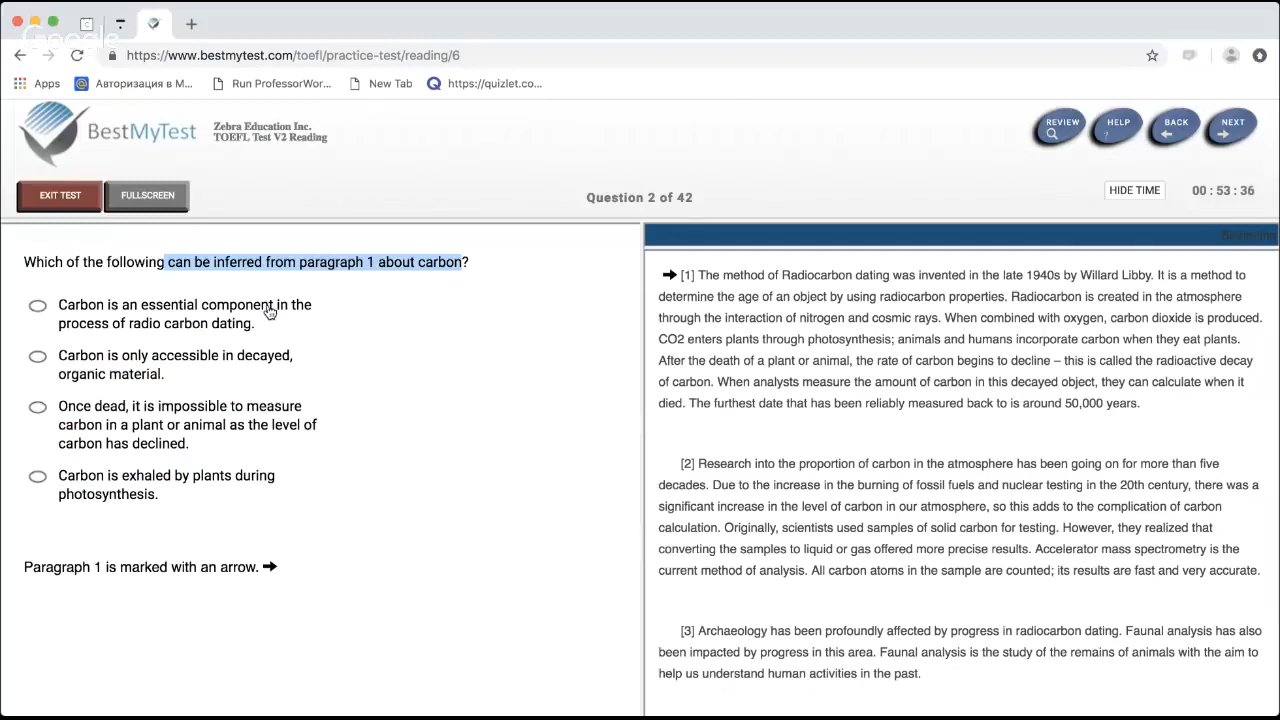 Google
https://www.bestmytest.com/toefl/practice-test/reading/6
Apps Авторизация в М... Run ProfessorWor... New Tab https://quizlet.co...
BestMyTest
Zebra Education Inc.
TOEFL Test V2 Reading
REVIEW HELP BACK NEXT
EXIT TEST FULLSCREEN
Question 2 of 42
HIDE TIME 00 : 53 : 36
Which of the following can be inferred from paragraph 1 about carbon?
Carbon is an essential component in the
process of radio carbon dating.
Carbon is only accessible in decayed,
organic material.
Once dead, it is impossible to measure
carbon in a plant or animal as the level of
carbon has declined.
Carbon is exhaled by plants during
photosynthesis.
Paragraph 1 is marked with an arrow. ➔
➔ [1] The method of Radiocarbon dating was invented in the late 1940s by Willard Libby. It is a method to
determine the age of an object by using radiocarbon properties. Radiocarbon is created in the atmosphere
through the interaction of nitrogen and cosmic rays. When combined with oxygen, carbon dioxide is produced.
CO2 enters plants through photosynthesis; animals and humans incorporate carbon when they eat plants.
After the death of a plant or animal, the rate of carbon begins to decline – this is called the radioactive decay
of carbon. When analysts measure the amount of carbon in this decayed object, they can calculate when it
died. The furthest date that has been reliably measured back to is around 50,000 years.
[2] Research into the proportion of carbon in the atmosphere has been going on for more than five
decades. Due to the increase in the burning of fossil fuels and nuclear testing in the 20th century, there was a
significant increase in the level of carbon in our atmosphere, so this adds to the complication of carbon
calculation. Originally, scientists used samples of solid carbon for testing. However, they realized that
converting the samples to liquid or gas offered more precise results. Accelerator mass spectrometry is the
current method of analysis. All carbon atoms in the sample are counted; its results are fast and very accurate.
[3] Archaeology has been profoundly affected by progress in radiocarbon dating. Faunal analysis has also
been impacted by progress in this area. Faunal analysis is the study of the remains of animals with the aim to
help us understand human activities in the past.